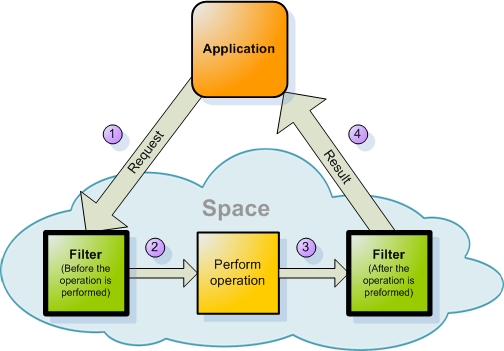 Application
1
Request
4
Result
Space
Filter
(Before the
operation is
performed)
2
Perform
operation
3
Filter
(After the
operation is
preformed)